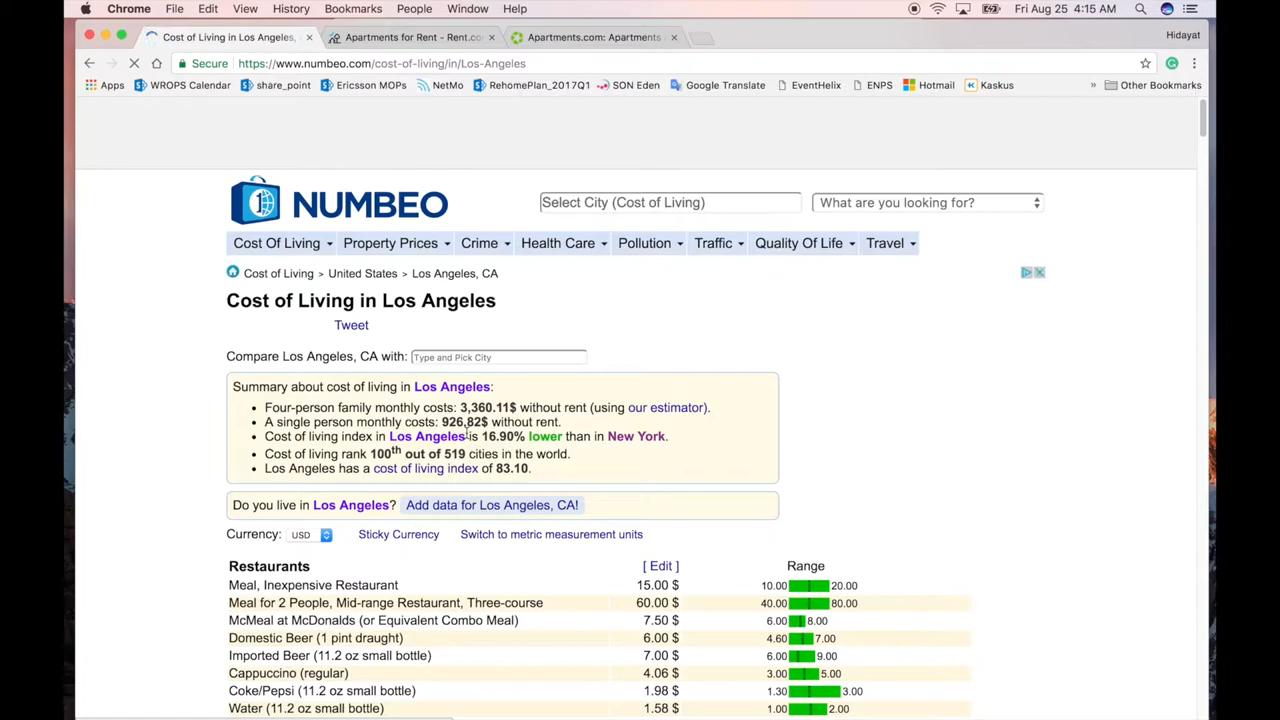 Chrome File Edit View History Bookmarks People Window Help Fri Aug 25 4:15 AM
Cost of Living in Los Angeles, Apartments for Rent - Rent.co Apartments.com: Apartments Hidayat
Secure https://www.numbeo.com/cost-of-living/in/Los-Angeles
Apps WROPS Calendar share_point Ericsson MOPs NetMo RehomePlan_2017Q1 SON Eden Google Translate EventHelix ENPS Hotmail Kaskus » Other Bookmarks
NUMBEO Select City (Cost of Living) What are you looking for?
Cost Of Living Property Prices Crime Health Care Pollution Traffic Quality Of Life Travel
Cost of Living > United States > Los Angeles, CA
Cost of Living in Los Angeles
Tweet
Compare Los Angeles, CA with: Type and Pick City
Summary about cost of living in Los Angeles:
• Four-person family monthly costs: 3,360.11$ without rent (using our estimator).
• A single person monthly costs: 926.82$ without rent.
• Cost of living index in Los Angeles is 16.90% lower than in New York.
• Cost of living rank 100th out of 519 cities in the world.
• Los Angeles has a cost of living index of 83.10.
Do you live in Los Angeles? Add data for Los Angeles, CA!
Currency: USD Sticky Currency Switch to metric measurement units
Restaurants [ Edit ] Range
Meal, Inexpensive Restaurant 15.00 $ 10.00 20.00
Meal for 2 People, Mid-range Restaurant, Three-course 60.00 $ 40.00 80.00
McMeal at McDonalds (or Equivalent Combo Meal) 7.50 $ 6.00 8.00
Domestic Beer (1 pint draught) 6.00 $ 4.60 7.00
Imported Beer (11.2 oz small bottle) 7.00 $ 6.00 9.00
Cappuccino (regular) 4.06 $ 3.00 5.00
Coke/Pepsi (11.2 oz small bottle) 1.98 $ 1.30 3.00
Water (11.2 oz small bottle) 1.58 $ 1.00 2.00